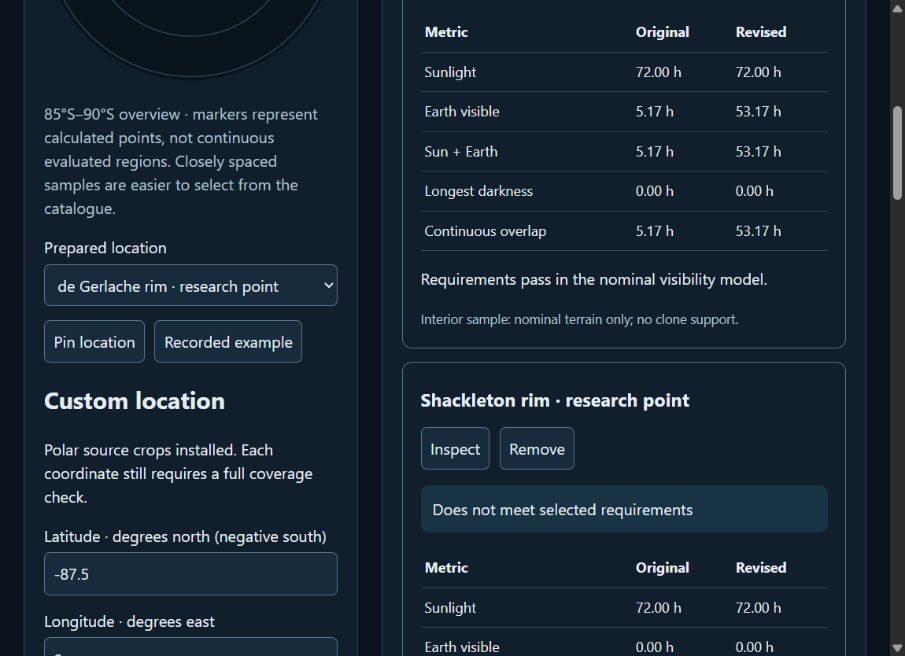 85°S–90°S overview · markers represent
calculated points, not continuous
evaluated regions. Closely spaced
samples are easier to select from the
catalogue.
Prepared location
de Gerlache rim · research point
Pin location
Recorded example
Custom location
Polar source crops installed. Each
coordinate still requires a full coverage
check.
Latitude · degrees north (negative south)
-87.5
Longitude · degrees east
Metric Original Revised
Sunlight 72.00 h 72.00 h
Earth visible 5.17 h 53.17 h
Sun + Earth 5.17 h 53.17 h
Longest darkness 0.00 h 0.00 h
Continuous overlap 5.17 h 53.17 h
Requirements pass in the nominal visibility model.
Interior sample: nominal terrain only; no clone support.
Shackleton rim · research point
Inspect
Remove
Does not meet selected requirements
Metric Original Revised
Sunlight 72.00 h 72.00 h
Earth visible 0.00 h 0.00 h